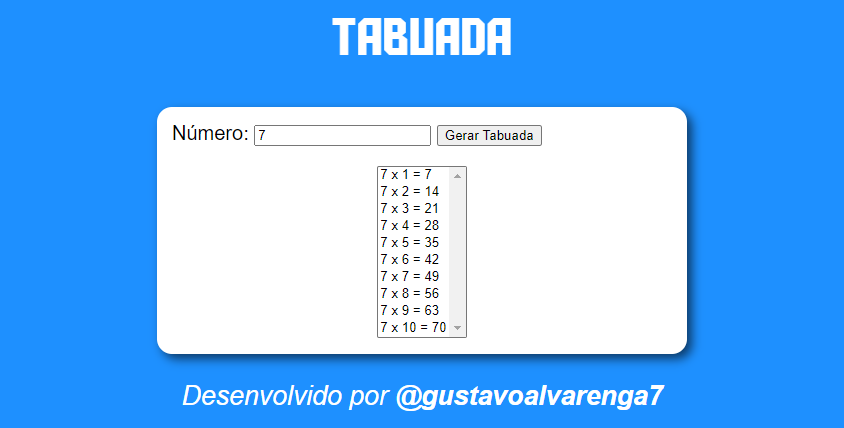 TABUADA
Número: 7 Gerar Tabuada
7 x 1 = 7
7 x 2 = 14
7 x 3 = 21
7 x 4 = 28
7 x 5 = 35
7 x 6 = 42
7 x 7 = 49
7 x 8 = 56
7 x 9 = 63
7 x 10 = 70
Desenvolvido por @gustavoalvarenga7